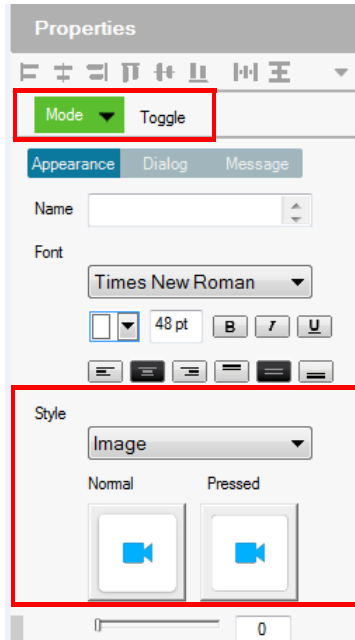 Properties
Mode Toggle
Appearance Dialog Message
Name
Font
Times New Roman
48 pt B I U
Style
Image
Normal Pressed
0